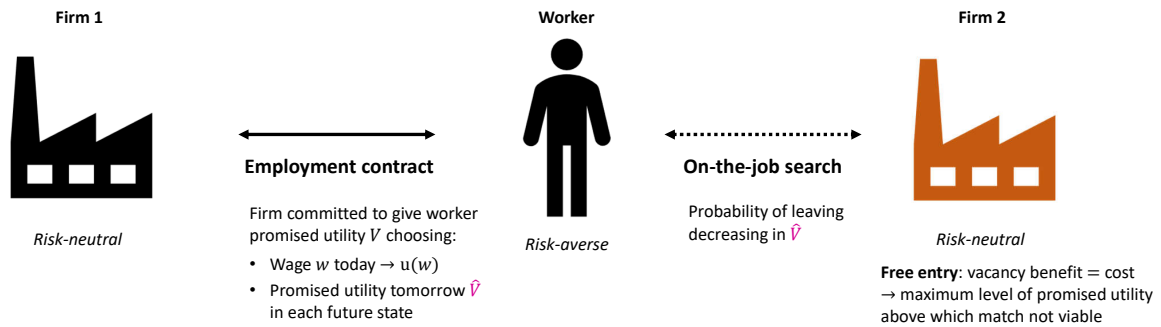 Firm 1
Worker
Firm 2
Employment contract
On-the-job search
Firm committed to give worker
promised utility V choosing:
• Wage w today → u(w)
• Promised utility tomorrow V̂
in each future state
Probability of leaving
decreasing in V̂
Risk-neutral
Risk-averse
Risk-neutral
Free entry: vacancy benefit = cost
→ maximum level of promised utility
above which match not viable